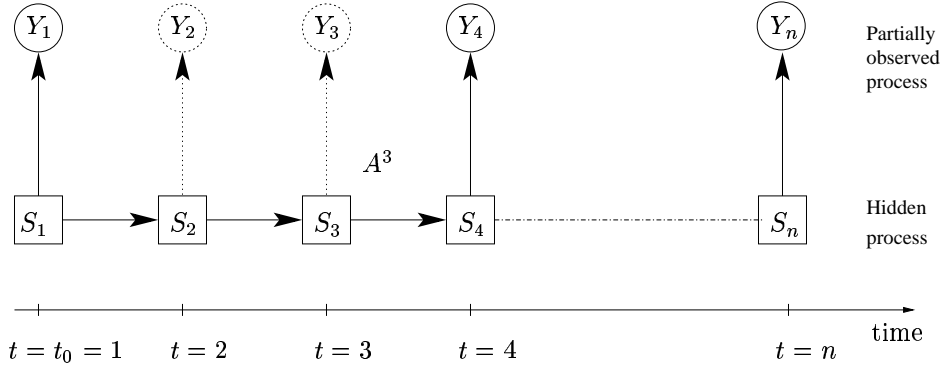 Y₁ Y₂ Y₃ Y₄ Yₙ
Partially
observed
process
A³
S₁ S₂ S₃ S₄ Sₙ
Hidden
process
time
t = t₀ = 1 t = 2 t = 3 t = 4 t = n